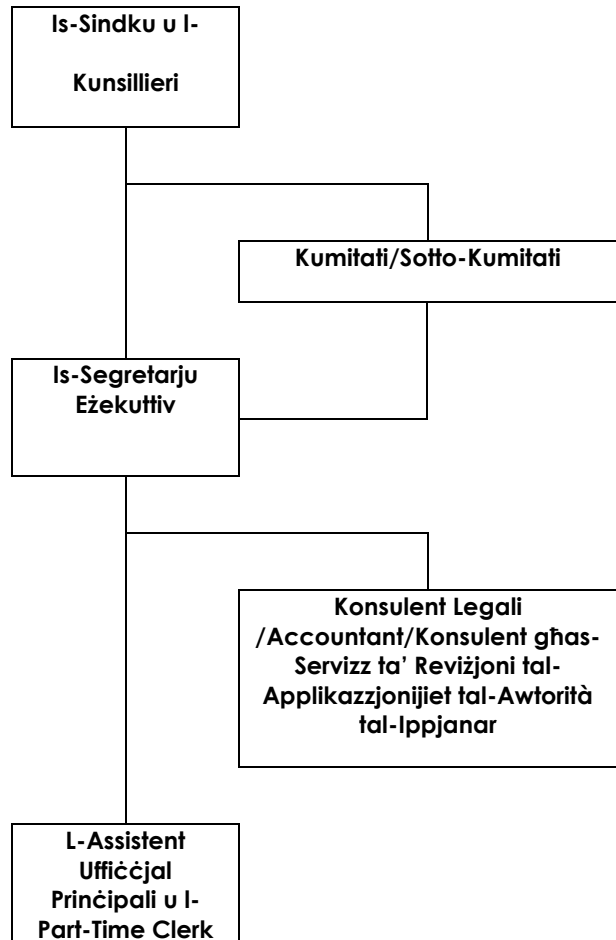 Is-Sindku u l-
Kunsillieri
Kumitati/Sotto-Kumitati
Is-Segretarju
Eżekuttiv
Konsulent Legali
/Accountant/Konsulent għas-
Servizz ta’ Reviżjoni tal-
Applikazzjonijiet tal-Awtorità
tal-Ippjanar
L-Assistent
Uffiċċjal
Prinċipali u l-
Part-Time Clerk